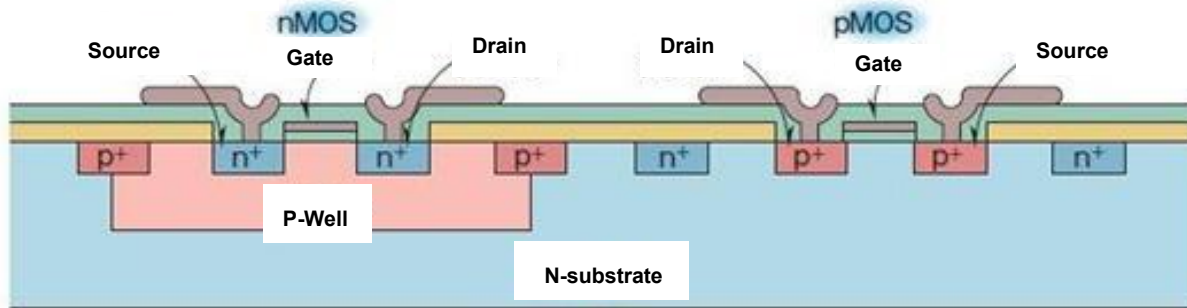 nMOS
pMOS
Source
Gate
Drain
Drain
Gate
Source
p+
n+
n+
p+
n+
p+
p+
n+
P-Well
N-substrate